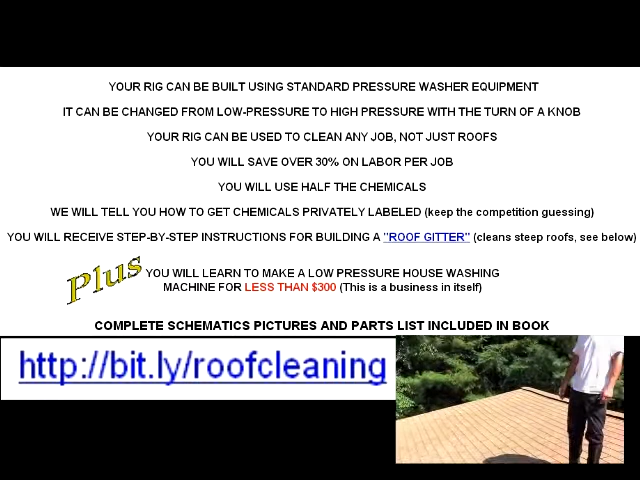 YOUR RIG CAN BE BUILT USING STANDARD PRESSURE WASHER EQUIPMENT
IT CAN BE CHANGED FROM LOW-PRESSURE TO HIGH PRESSURE WITH THE TURN OF A KNOB
YOUR RIG CAN BE USED TO CLEAN ANY JOB, NOT JUST ROOFS
YOU WILL SAVE OVER 30% ON LABOR PER JOB
YOU WILL USE HALF THE CHEMICALS
WE WILL TELL YOU HOW TO GET CHEMICALS PRIVATELY LABELED (keep the competition guessing)
YOU WILL RECEIVE STEP-BY-STEP INSTRUCTIONS FOR BUILDING A "ROOF GITTER" (cleans steep roofs, see below)
Plus
YOU WILL LEARN TO MAKE A LOW PRESSURE HOUSE WASHING
MACHINE FOR LESS THAN $300 (This is a business in itself)
COMPLETE SCHEMATICS PICTURES AND PARTS LIST INCLUDED IN BOOK
http://bit.ly/roofcleaning